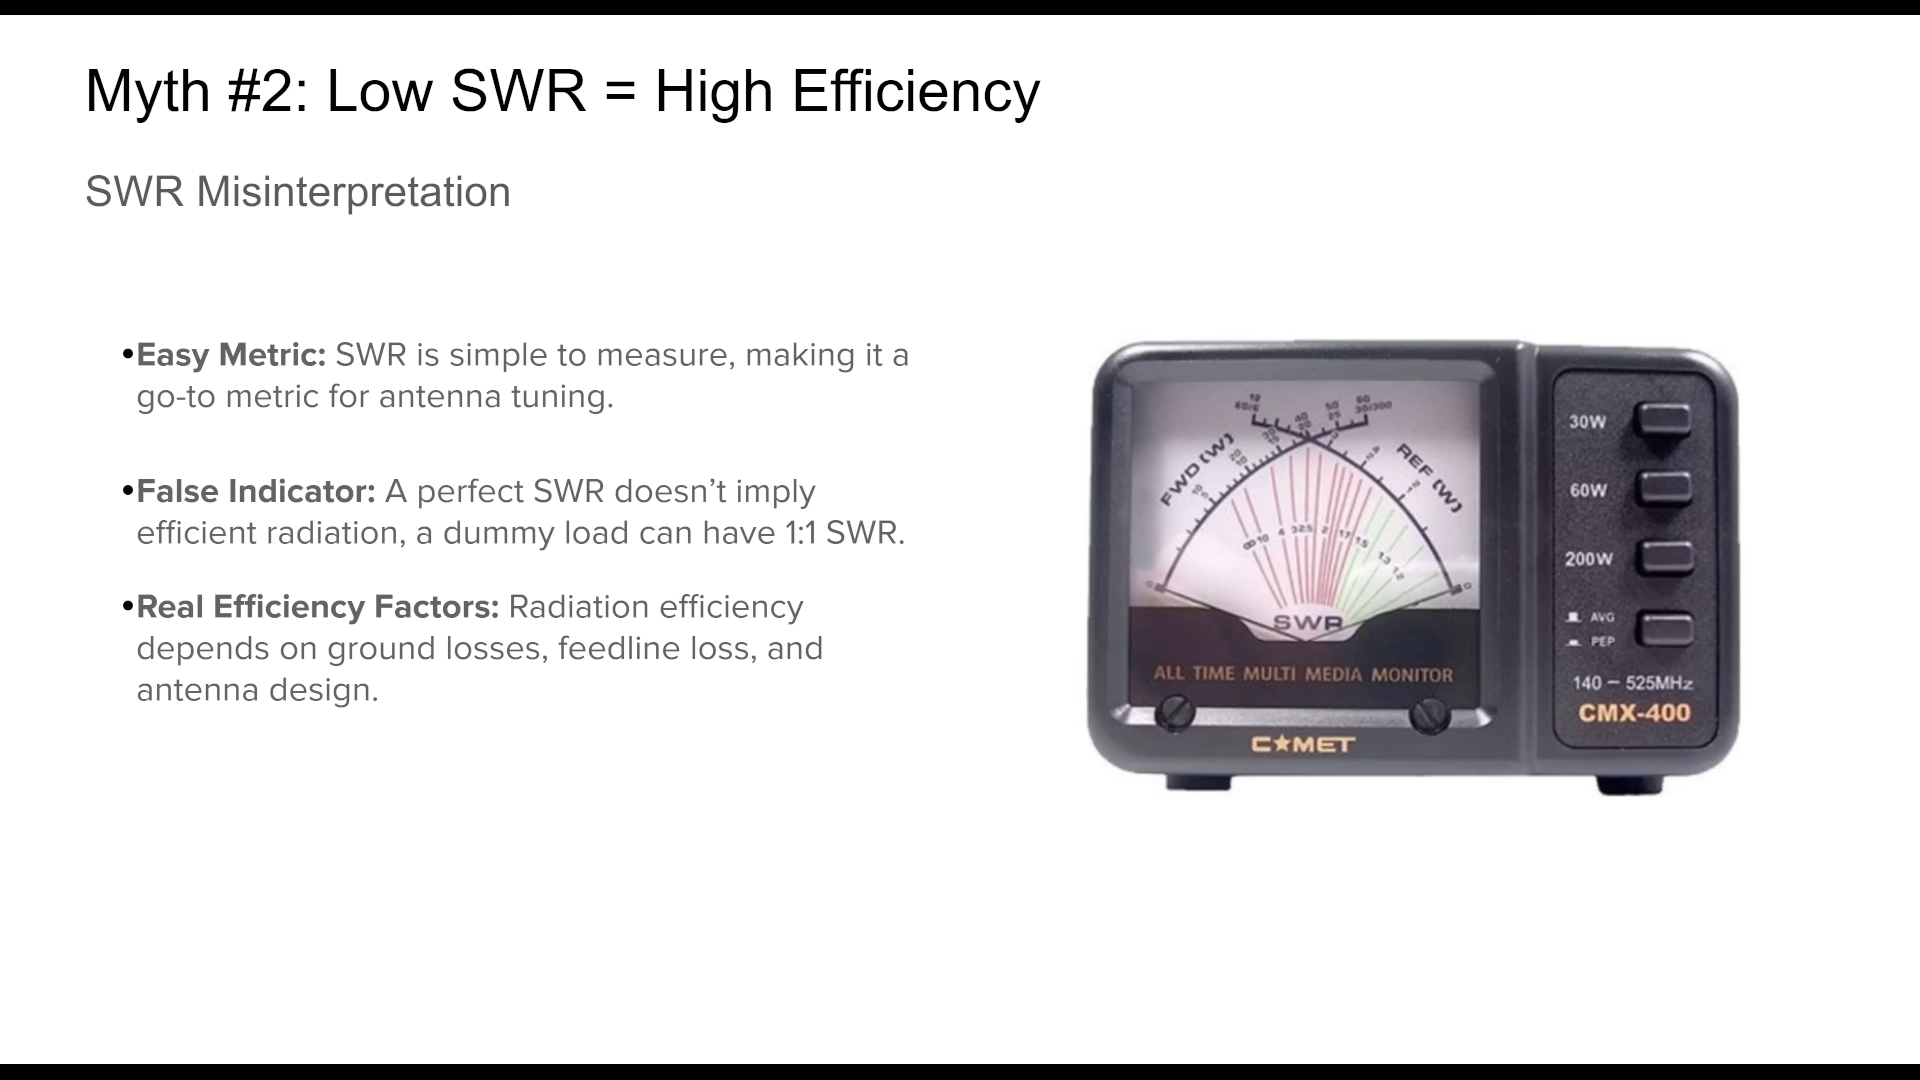 Myth #2: Low SWR = High Efficiency
SWR Misinterpretation
•Easy Metric: SWR is simple to measure, making it a
go-to metric for antenna tuning.
•False Indicator: A perfect SWR doesn’t imply
efficient radiation, a dummy load can have 1:1 SWR.
•Real Efficiency Factors: Radiation efficiency
depends on ground losses, feedline loss, and
antenna design.
FWD (W)
REF (W)
SWR
ALL TIME MULTI MEDIA MONITOR
C★MET
30W
60W
200W
AVG
PEP
140 – 525MHz
CMX-400